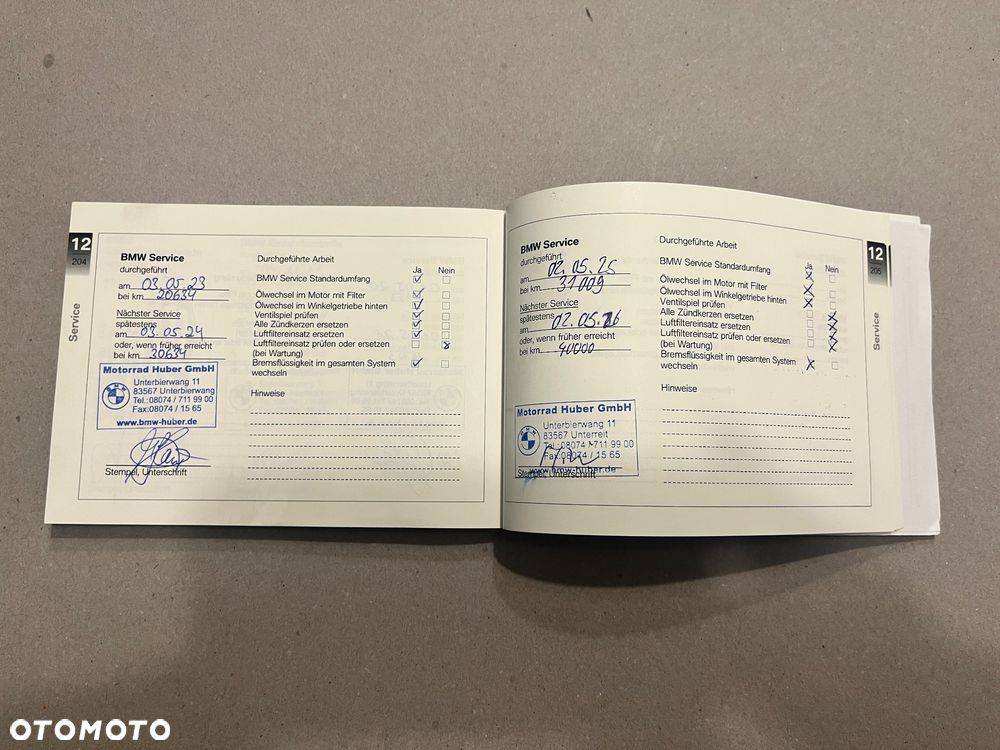 12
204
Service
BMW Service
durchgeführt
am 03.05.23
bei km 20634
Nächster Service
spätestens
am 03.05.24
oder, wenn früher erreicht
bei km 30634
Motorrad Huber GmbH
Unterbierwang 11
83567 Unterbierwang
Tel.:08074 / 711 99 00
Fax:08074 / 15 65
www.bmw-huber.de
Stempel, Unterschrift
Durchgeführte Arbeit
Ja Nein
BMW Service Standardumfang
Ölwechsel im Motor mit Filter
Ölwechsel im Winkelgetriebe hinten
Ventilspiel prüfen
Alle Zündkerzen ersetzen
Luftfiltereinsatz ersetzen
Luftfiltereinsatz prüfen oder ersetzen
(bei Wartung)
Bremsflüssigkeit im gesamten System
wechseln
Hinweise
BMW Service
durchgeführt
am 02.05.25
bei km 31009
Nächster Service
spätestens
am 02.05.26
oder, wenn früher erreicht
bei km 40000
Motorrad Huber GmbH
Unterbierwang 11
83567 Unterreit
Tel.:08074 / 711 99 00
Fax:08074 / 15 65
www.bmw-huber.de
Stempel, Unterschrift
Durchgeführte Arbeit
Ja Nein
BMW Service Standardumfang
Ölwechsel im Motor mit Filter
Ölwechsel im Winkelgetriebe hinten
Ventilspiel prüfen
Alle Zündkerzen ersetzen
Luftfiltereinsatz ersetzen
Luftfiltereinsatz prüfen oder ersetzen
(bei Wartung)
Bremsflüssigkeit im gesamten System
wechseln
Hinweise
12
205
Service
OTOMOTO